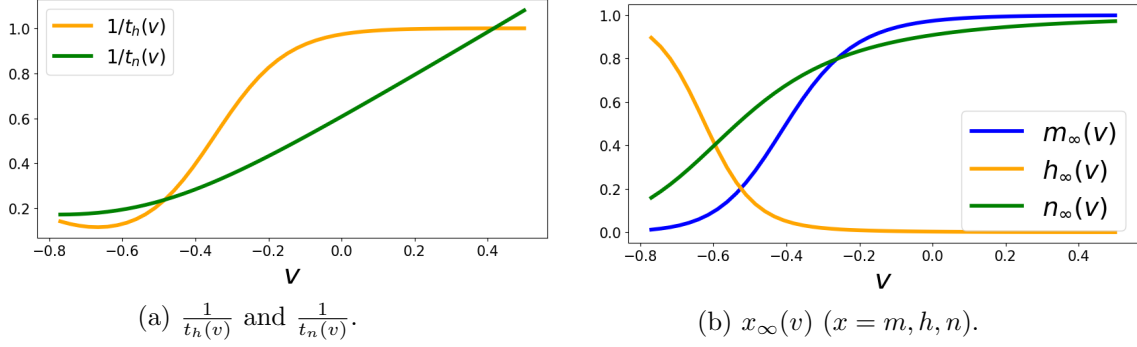 1/t_h(v)
1/t_n(v)
1.0
0.8
0.6
0.4
0.2
−0.8 −0.6 −0.4 −0.2 0.0 0.2 0.4
v
(a) 1/t_h(v) and 1/t_n(v).
m_∞(v)
h_∞(v)
n_∞(v)
1.0
0.8
0.6
0.4
0.2
0.0
−0.8 −0.6 −0.4 −0.2 0.0 0.2 0.4
v
(b) x_∞(v) (x = m, h, n).